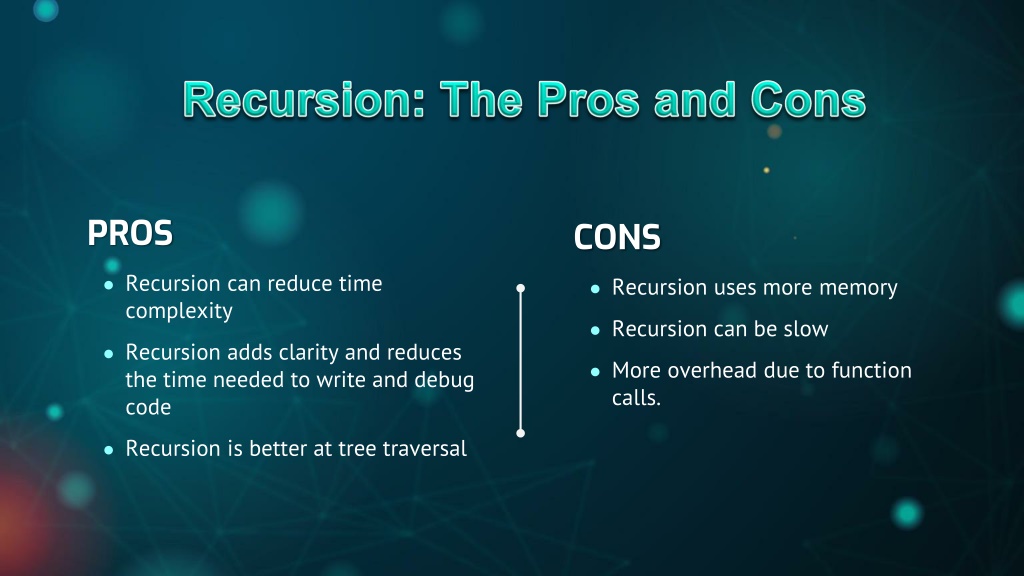 Recursion: The Pros and Cons
PROS
• Recursion can reduce time
complexity
• Recursion adds clarity and reduces
the time needed to write and debug
code
• Recursion is better at tree traversal
CONS
• Recursion uses more memory
• Recursion can be slow
• More overhead due to function
calls.